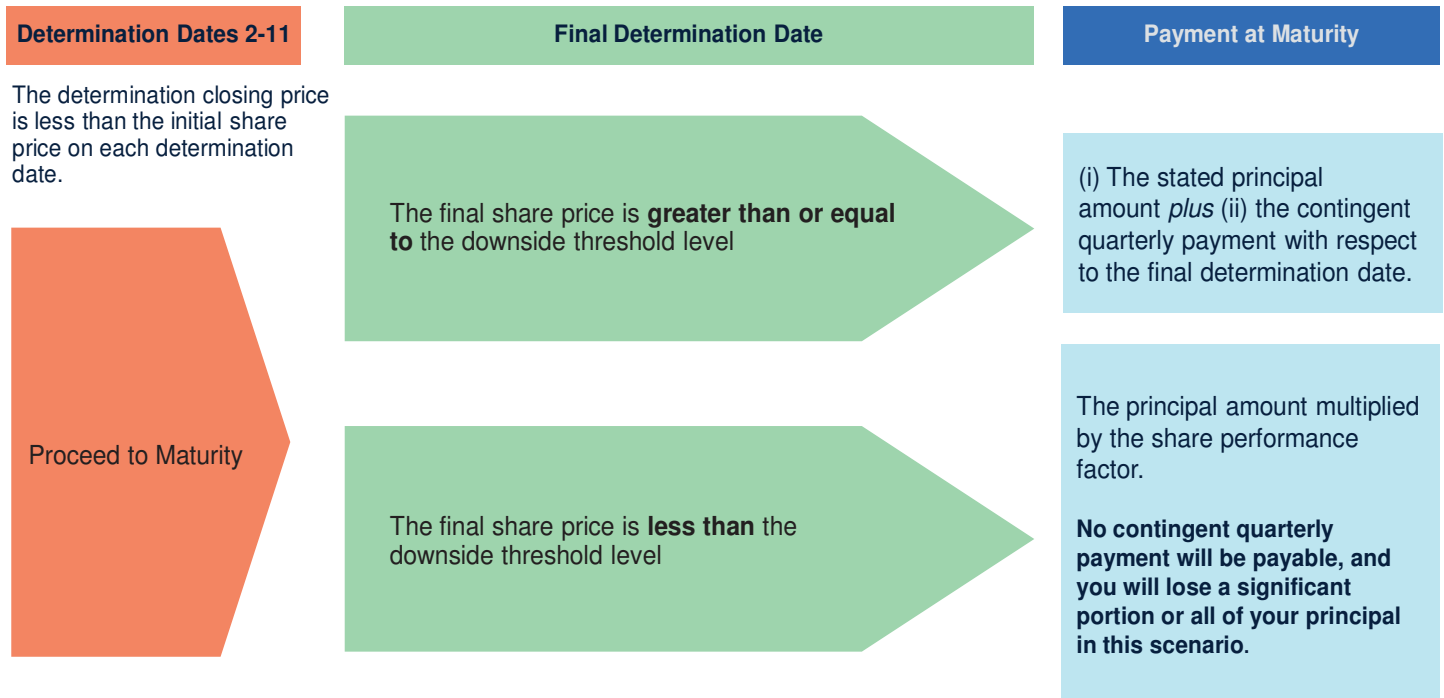 Determination Dates 2-11
Final Determination Date
Payment at Maturity
The determination closing price
is less than the initial share
price on each determination
date.
Proceed to Maturity
The final share price is greater than or equal
to the downside threshold level
(i) The stated principal
amount plus (ii) the contingent
quarterly payment with respect
to the final determination date.
The final share price is less than the
downside threshold level
The principal amount multiplied
by the share performance
factor.
No contingent quarterly
payment will be payable, and
you will lose a significant
portion or all of your principal
in this scenario.